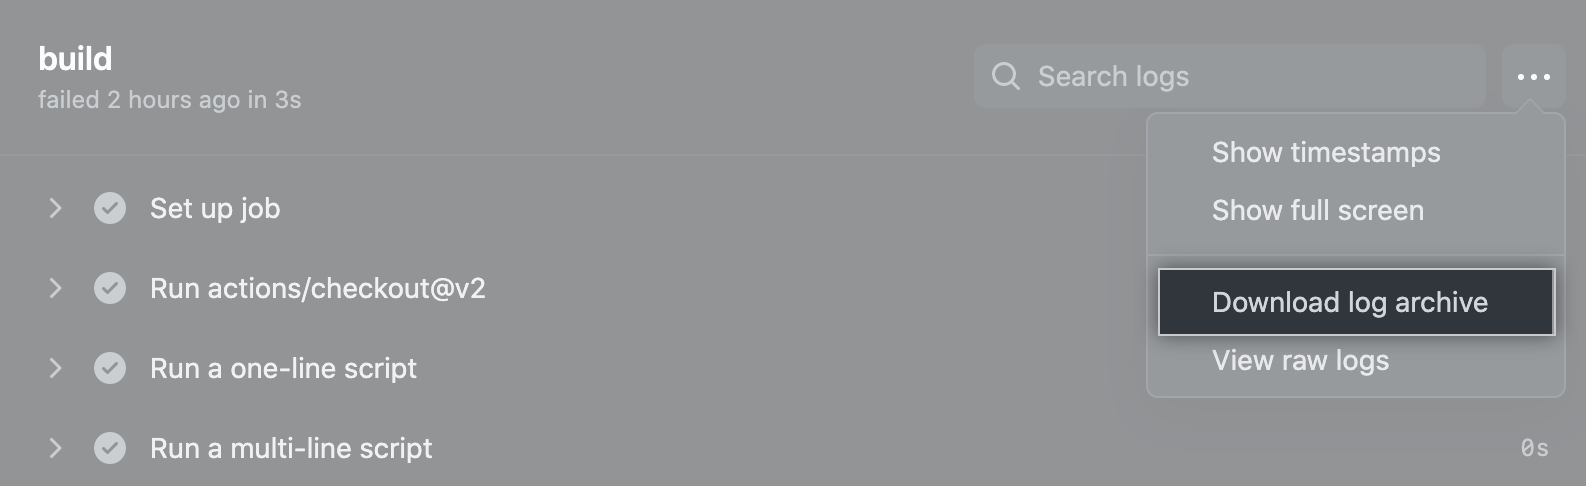 build
failed 2 hours ago in 3s
Search logs
Show timestamps
Show full screen
Download log archive
View raw logs
Set up job
Run actions/checkout@v2
Run a one-line script
Run a multi-line script
0s